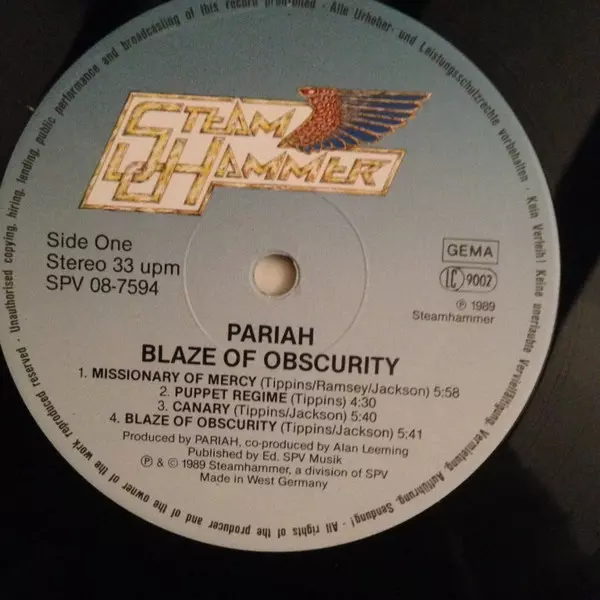 Unauthorised copying, hiring, lending, public performance and broadcasting of this record prohibited - Alle Urheber- und Leistungsschutzrechte vorbehalten - Kein Verleih! Keine unerlaubte Vervielfältigung, Vermietung, Aufführung, Sendung! - All rights of the producer and of the owner of the work reproduced reserved -
STEAM
HAMMER
Side One
Stereo 33 upm
SPV 08-7594
GEMA
LC 9002
℗ 1989
Steamhammer
PARIAH
BLAZE OF OBSCURITY
1. MISSIONARY OF MERCY (Tippins/Ramsey/Jackson) 5:58
2. PUPPET REGIME (Tippins) 4:30
3. CANARY (Tippins/Jackson) 5:40
4. BLAZE OF OBSCURITY (Tippins/Jackson) 5:41
Produced by PARIAH, co-produced by Alan Leeming
Published by Ed. SPV Musik
℗ & © 1989 Steamhammer, a division of SPV
Made in West Germany